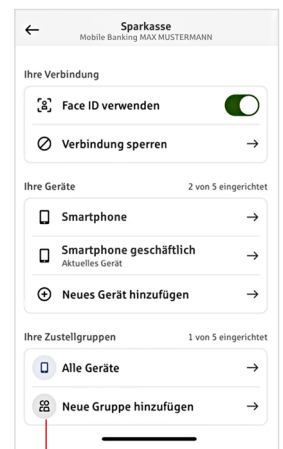 Sparkasse
Mobile Banking MAX MUSTERMANN
Ihre Verbindung
Face ID verwenden
Verbindung sperren
Ihre Geräte 2 von 5 eingerichtet
Smartphone
Smartphone geschäftlich
Aktuelles Gerät
Neues Gerät hinzufügen
Ihre Zustellgruppen 1 von 5 eingerichtet
Alle Geräte
Neue Gruppe hinzufügen